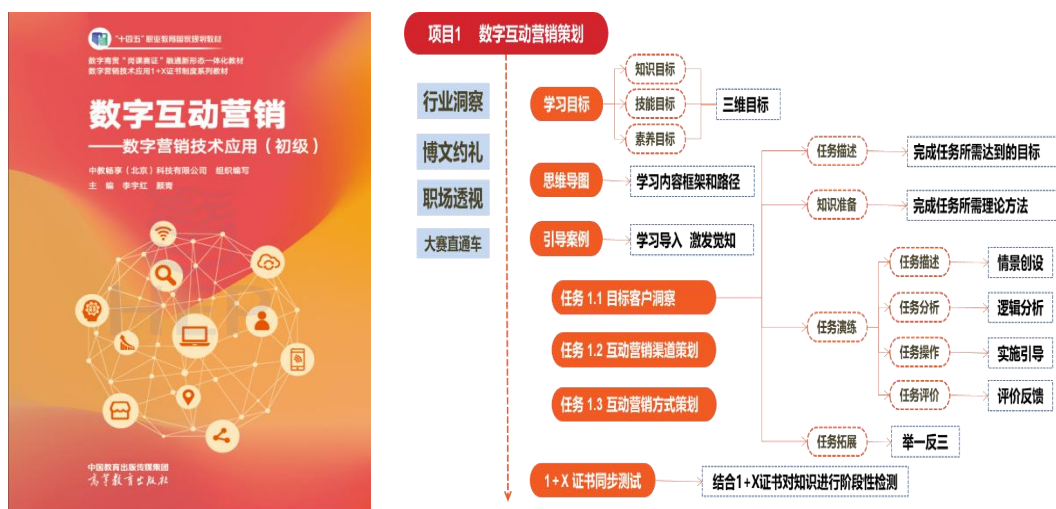 “十四五”职业教育国家规划教材
数字商贸“岗课赛证”融通新形态一体化教材
数字营销技术应用1+X证书制度系列教材
数字互动营销
——数字营销技术应用（初级）
中教畅享（北京）科技有限公司 组织编写
主 编 李宇红 颜青
中国教育出版传媒集团
高等教育出版社
项目1 数字互动营销策划
行业洞察
博文约礼
职场透视
大赛直通车
学习目标
知识目标
技能目标
素养目标
三维目标
思维导图
学习内容框架和路径
引导案例
学习导入 激发觉知
任务 1.1 目标客户洞察
任务 1.2 互动营销渠道策划
任务 1.3 互动营销方式策划
任务描述
完成任务所需达到的目标
知识准备
完成任务所需理论方法
任务演练
任务描述
情景创设
任务分析
逻辑分析
任务操作
实施引导
任务评价
评价反馈
任务拓展
举一反三
1+X 证书同步测试
结合1+X证书对知识进行阶段性检测